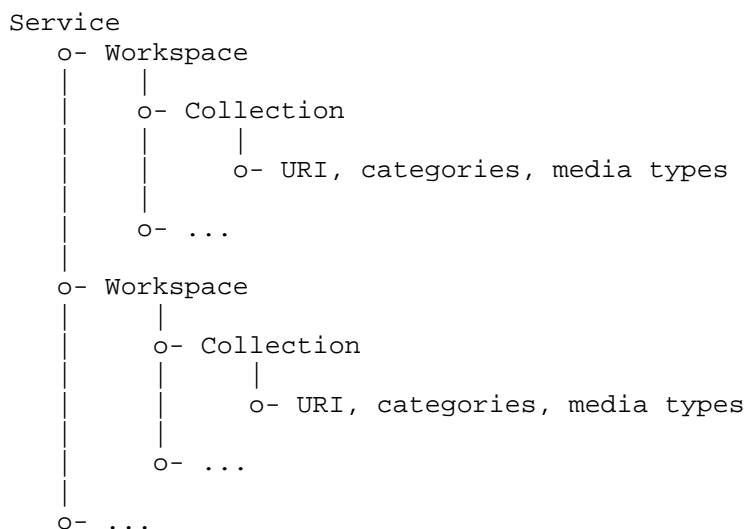 Service
o- Workspace
| |
| o- Collection
| | |
| | o- URI, categories, media types
| |
| o- ...
|
o- Workspace
| |
| o- Collection
| | |
| | o- URI, categories, media types
| |
| o- ...
|
o- ...